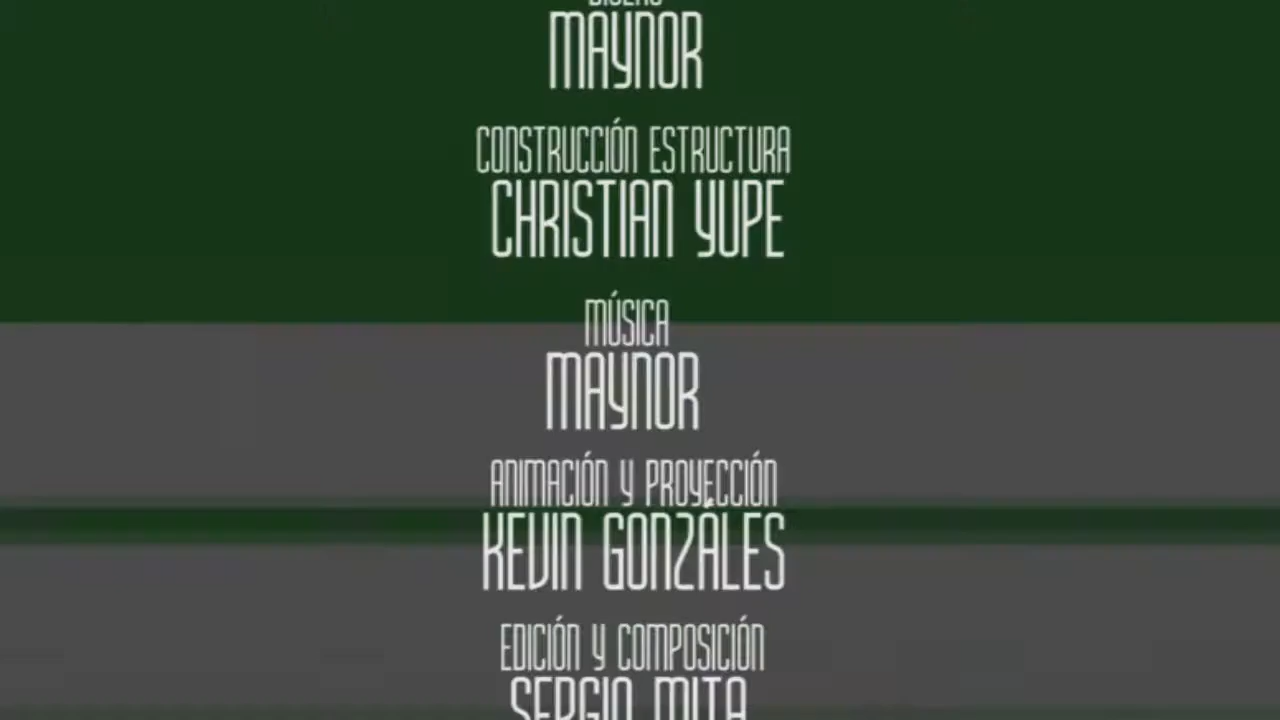 MAYNOR
CONSTRUCCIÓN ESTRUCTURA
CHRISTIAN YUPE
MÚSICA
MAYNOR
ANIMACIÓN Y PROYECCIÓN
KEVIN GONZÁLES
EDICIÓN Y COMPOSICIÓN
SERGIO MITA